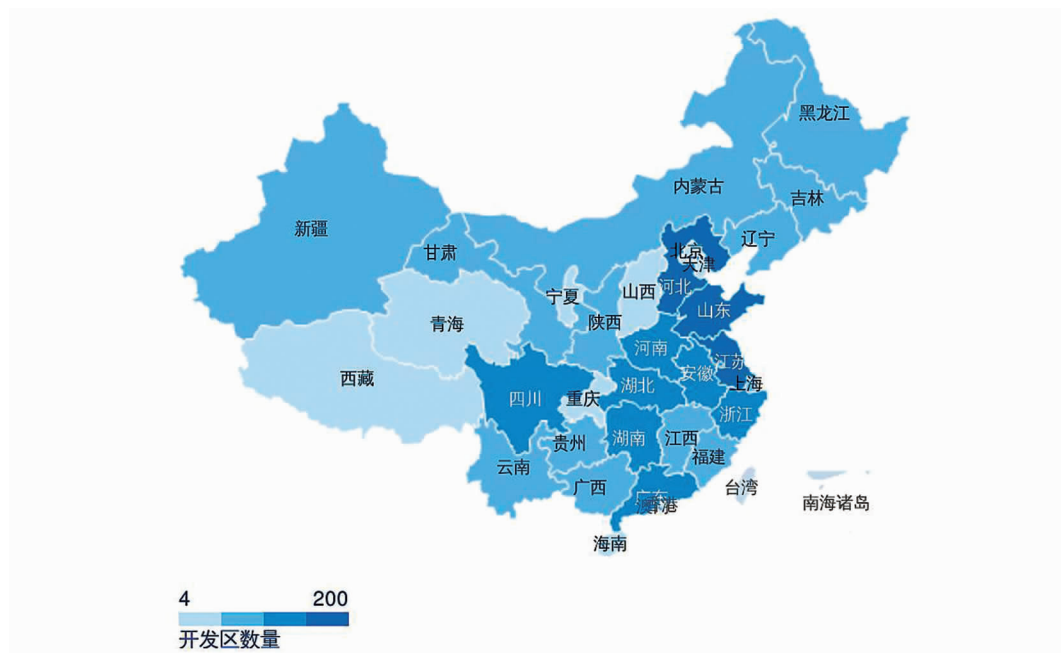 黑龙江
内蒙古
吉林
新疆
辽宁
甘肃
北京
天津
宁夏
山西
河北
山东
青海
陕西
河南
江苏
安徽
西藏
上海
湖北
四川
重庆
浙江
湖南
江西
贵州
福建
云南
广西
台湾
广东
香港
澳门
南海诸岛
海南
4
200
开发区数量